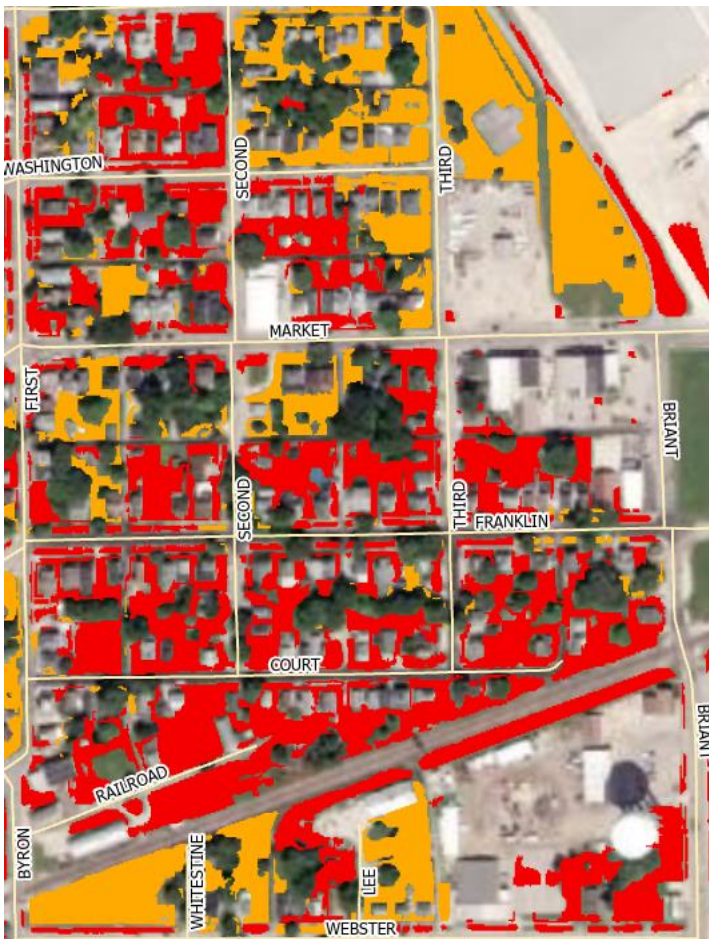 WASHINGTON
SECOND
THIRD
MARKET
FIRST
BRIANT
SECOND
THIRD
FRANKLIN
COURT
RAILROAD
BRIANT
BYRON
WHITESTINE
LEE
WEBSTER